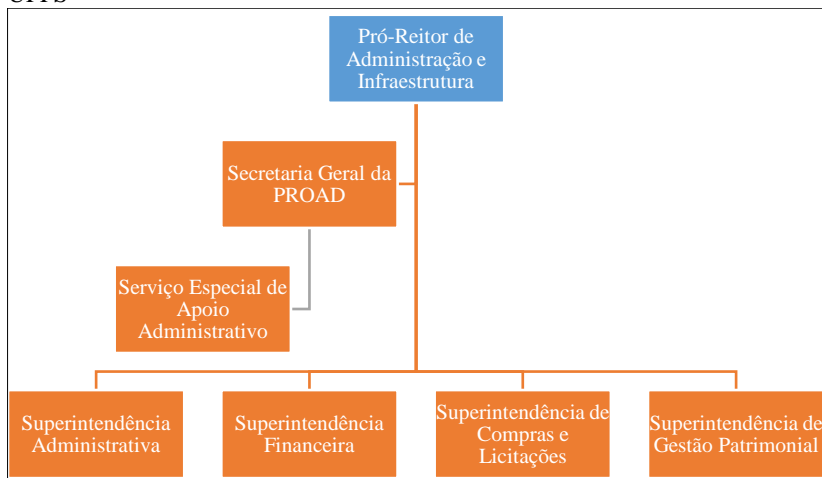 Pró-Reitor de
Administração e
Infraestrutura
Secretaria Geral da
PROAD
Serviço Especial de
Apoio
Administrativo
Superintendência
Administrativa
Superintendência
Financeira
Superintendência de
Compras e
Licitações
Superintendência de
Gestão Patrimonial